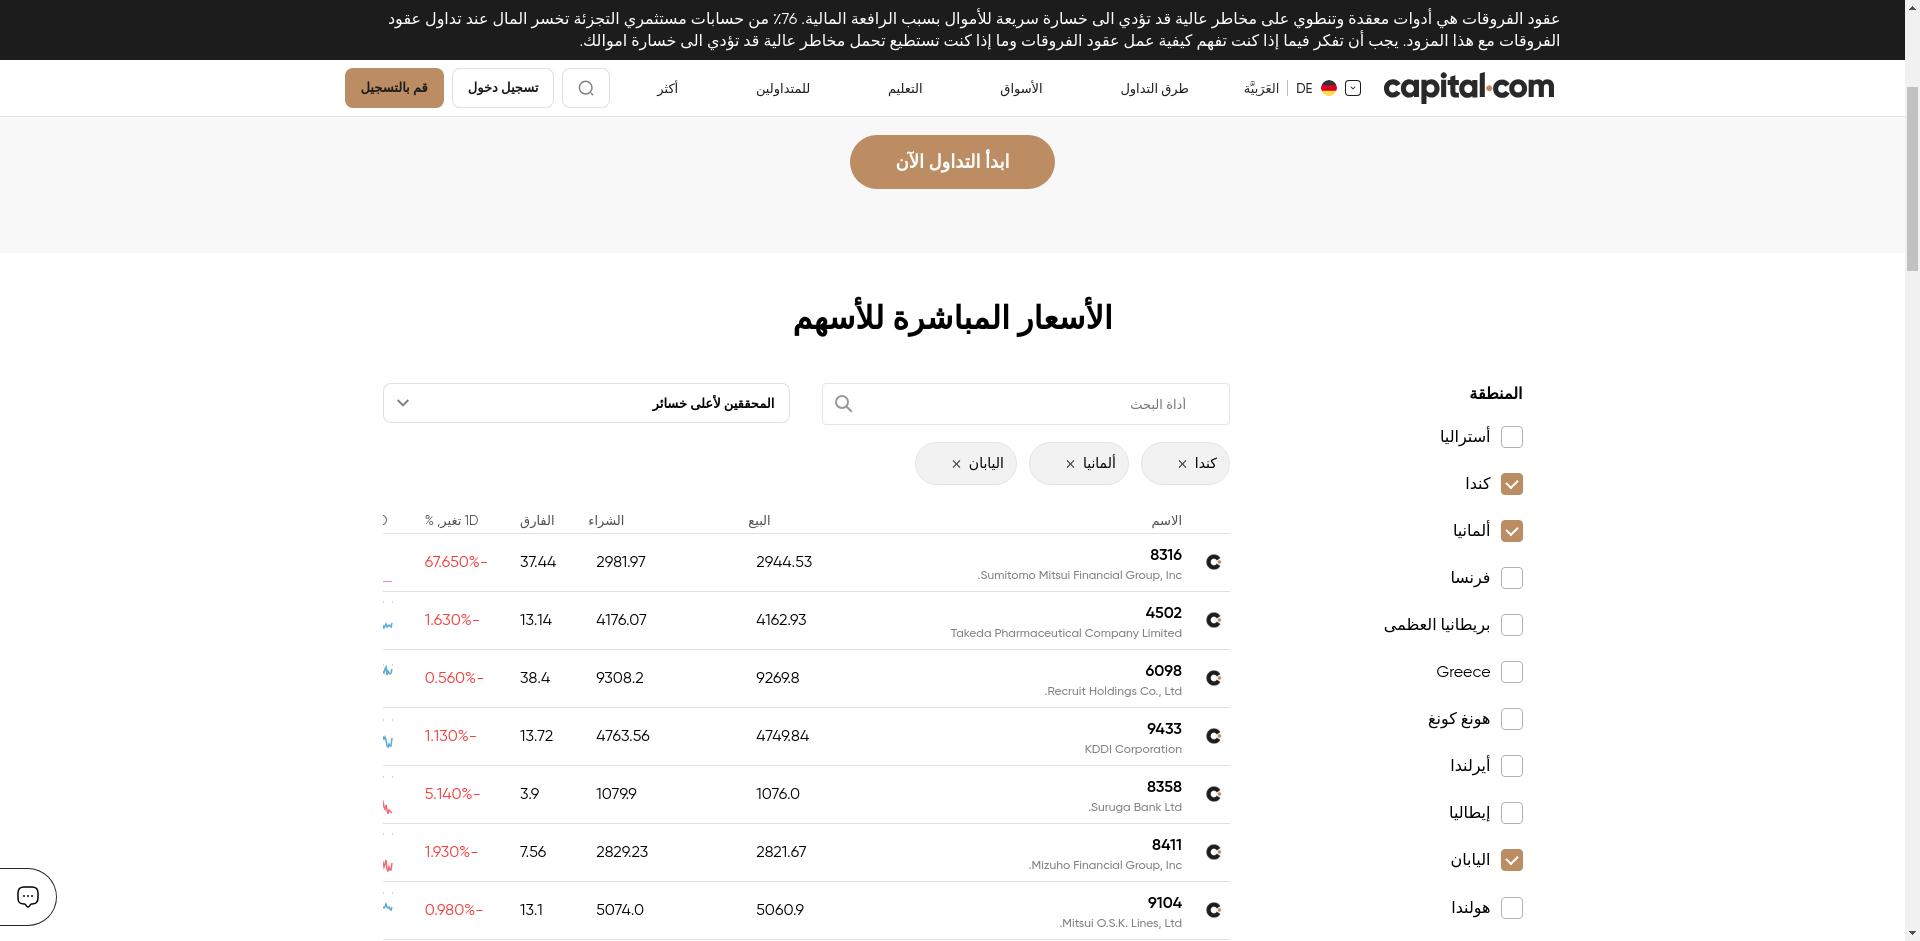 عقود الفروقات هي أدوات معقدة وتنطوي على مخاطر عالية قد تؤدي الى خسارة سريعة للأموال بسبب الرافعة المالية. 76٪ من حسابات مستثمري التجزئة تخسر المال عند تداول عقود
الفروقات مع هذا المزود. يجب أن تفكر فيما إذا كنت تفهم كيفية عمل عقود الفروقات وما إذا كنت تستطيع تحمل مخاطر عالية قد تؤدي الى خسارة اموالك.
capital.com
DE
العَرَبِيَّة
طرق التداول
الأسواق
التعليم
للمتداولين
أكثر
تسجيل دخول
قم بالتسجيل
ابدأ التداول الآن
الأسعار المباشرة للأسهم
المنطقة
أستراليا
كندا
ألمانيا
فرنسا
بريطانيا العظمى
Greece
هونغ كونغ
أيرلندا
إيطاليا
اليابان
هولندا
أداة البحث
المحققين لأعلى خسائر
كندا ×
ألمانيا ×
اليابان ×
الاسم البيع الشراء الفارق 1D تغير, %
8316
Sumitomo Mitsui Financial Group, Inc.
2944.53 2981.97 37.44 -67.650%
4502
Takeda Pharmaceutical Company Limited
4162.93 4176.07 13.14 -1.630%
6098
Recruit Holdings Co., Ltd.
9269.8 9308.2 38.4 -0.560%
9433
KDDI Corporation
4749.84 4763.56 13.72 -1.130%
8358
Suruga Bank Ltd.
1076.0 1079.9 3.9 -5.140%
8411
Mizuho Financial Group, Inc.
2821.67 2829.23 7.56 -1.930%
9104
Mitsui O.S.K. Lines, Ltd.
5060.9 5074.0 13.1 -0.980%